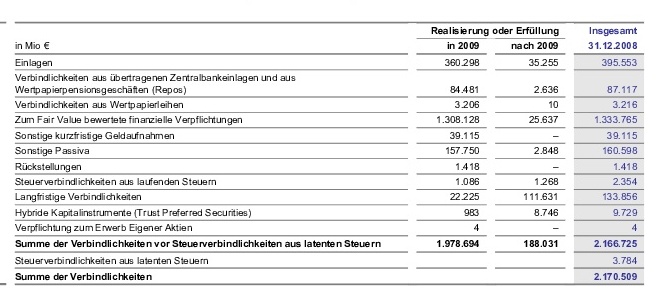 Realisierung oder Erfüllung Insgesamt
in Mio € in 2009 nach 2009 31.12.2008
Einlagen 360.298 35.255 395.553
Verbindlichkeiten aus übertragenen Zentralbankeinlagen und aus
Wertpapierpensionsgeschäften (Repos) 84.481 2.636 87.117
Verbindlichkeiten aus Wertpapierleihen 3.206 10 3.216
Zum Fair Value bewertete finanzielle Verpflichtungen 1.308.128 25.637 1.333.765
Sonstige kurzfristige Geldaufnahmen 39.115 – 39.115
Sonstige Passiva 157.750 2.848 160.598
Rückstellungen 1.418 – 1.418
Steuerverbindlichkeiten aus laufenden Steuern 1.086 1.268 2.354
Langfristige Verbindlichkeiten 22.225 111.631 133.856
Hybride Kapitalinstrumente (Trust Preferred Securities) 983 8.746 9.729
Verpflichtung zum Erwerb Eigener Aktien 4 – 4
Summe der Verbindlichkeiten vor Steuerverbindlichkeiten aus latenten Steuern 1.978.694 188.031 2.166.725
Steuerverbindlichkeiten aus latenten Steuern 3.784
Summe der Verbindlichkeiten 2.170.509